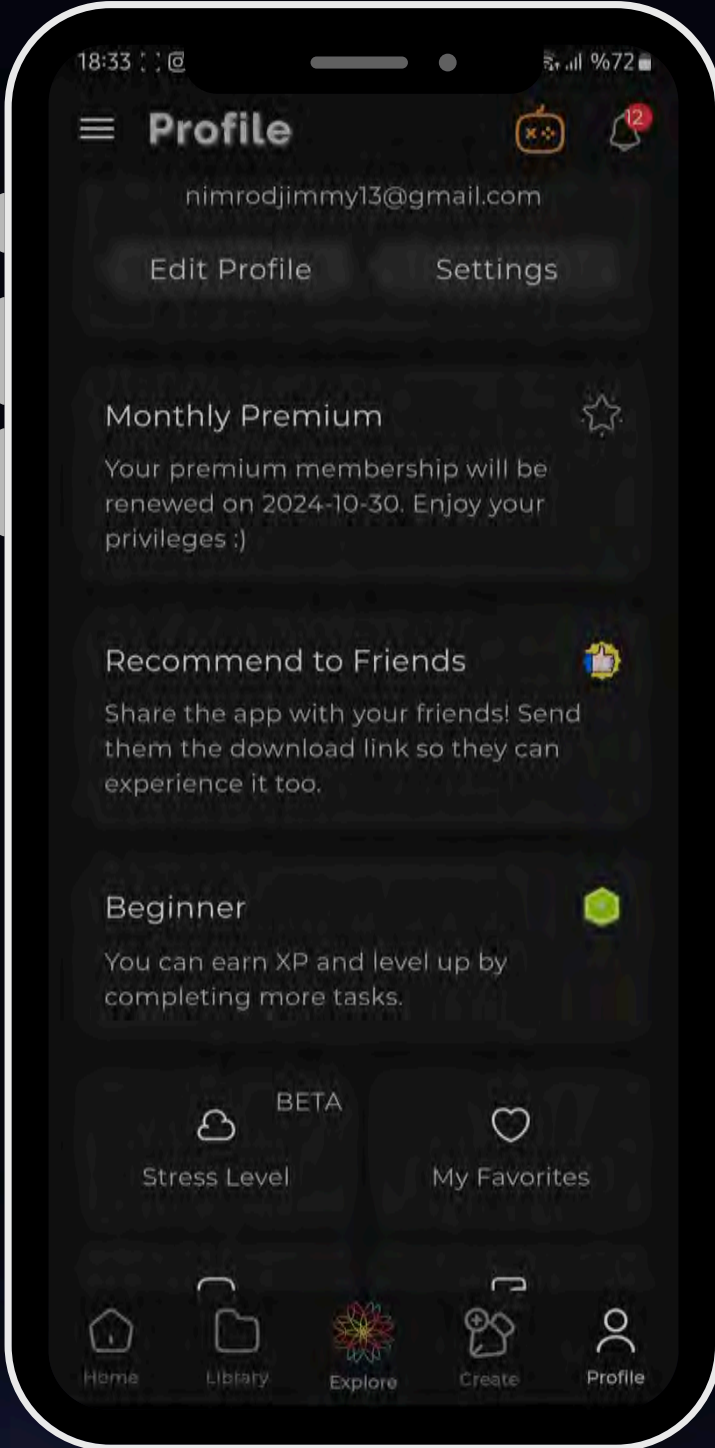 18:33
%72
Profile
12
nimrodjimmy13@gmail.com
Edit Profile
Settings
Monthly Premium
Your premium membership will be
renewed on 2024-10-30. Enjoy your
privileges :)
Recommend to Friends
Share the app with your friends! Send
them the download link so they can
experience it too.
Beginner
You can earn XP and level up by
completing more tasks.
BETA
Stress Level
My Favorites
Home
Library
Explore
Create
Profile